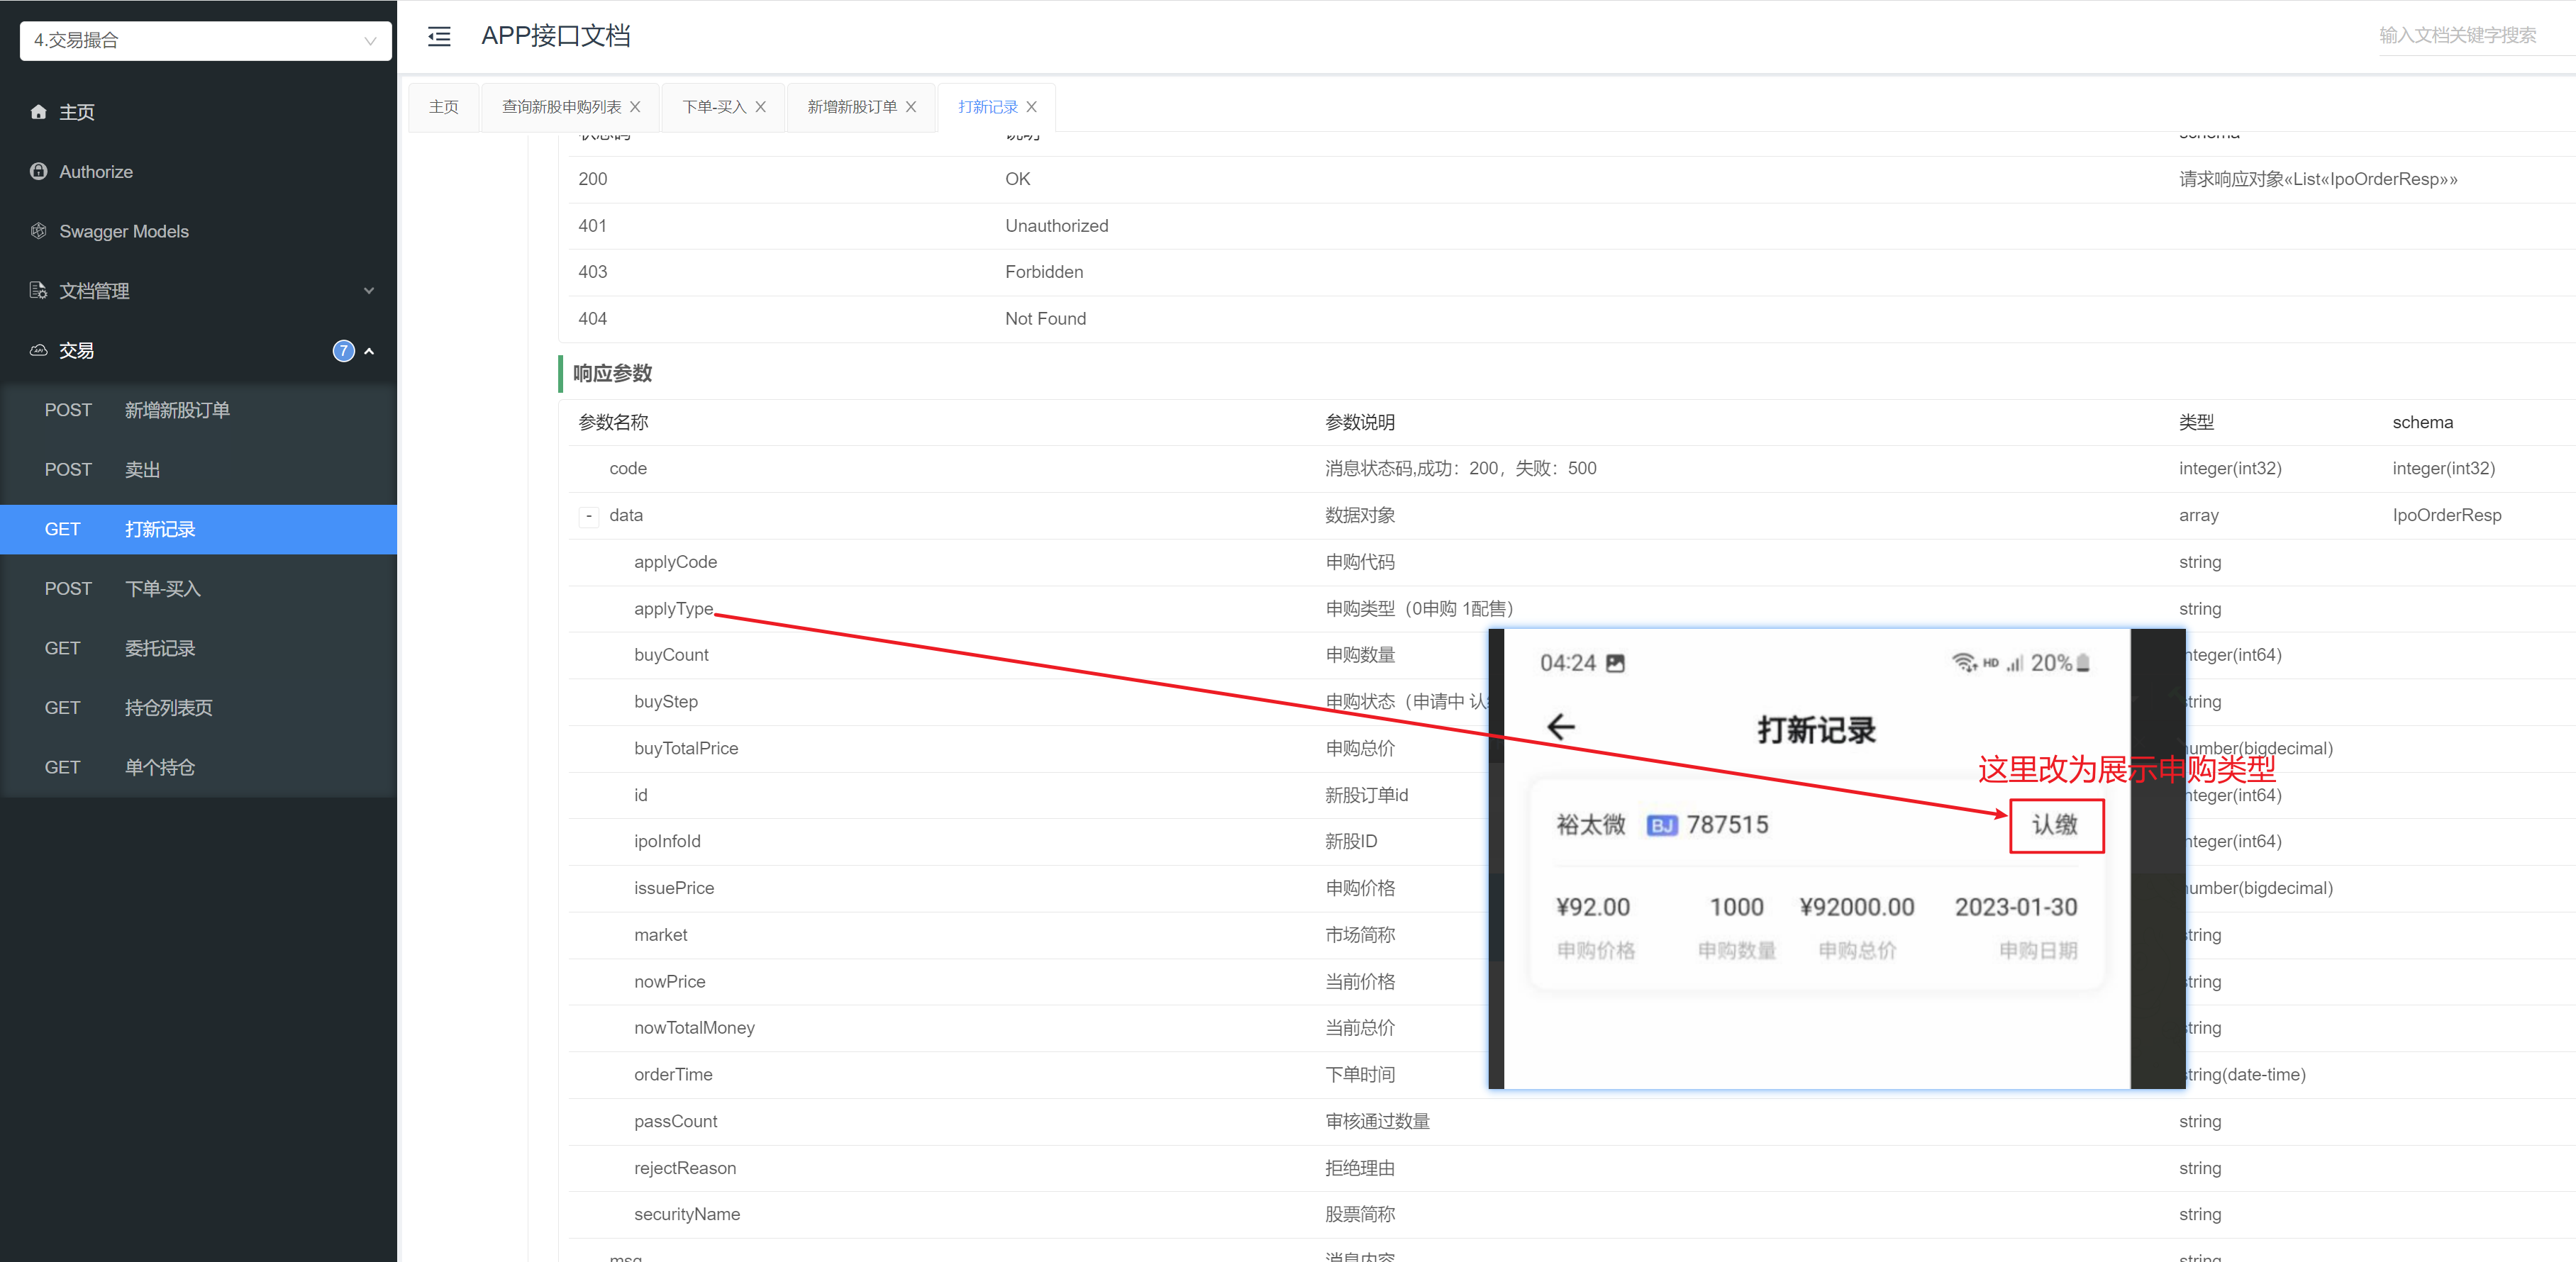 4.交易撮合
主页
Authorize
Swagger Models
文档管理
交易
7
POST 新增新股订单
POST 卖出
GET 打新记录
POST 下单-买入
GET 委托记录
GET 持仓列表页
GET 单个持仓
APP接口文档
输入文档关键字搜索
主页
查询新股申购列表
下单-买入
新增新股订单
打新记录
状态码 说明 schema
200 OK 请求响应对象«List«IpoOrderResp»»
401 Unauthorized
403 Forbidden
404 Not Found
响应参数
参数名称 参数说明 类型 schema
code 消息状态码,成功：200，失败：500 integer(int32) integer(int32)
- data 数据对象 array IpoOrderResp
applyCode 申购代码 string
applyType 申购类型（0申购 1配售） string
buyCount 申购数量 integer(int64)
buyStep 申购状态（申请中 认 string
buyTotalPrice 申购总价 number(bigdecimal)
id 新股订单id integer(int64)
ipoInfoId 新股ID integer(int64)
issuePrice 申购价格 number(bigdecimal)
market 市场简称 string
nowPrice 当前价格 string
nowTotalMoney 当前总价 string
orderTime 下单时间 string(date-time)
passCount 审核通过数量 string
rejectReason 拒绝理由 string
securityName 股票简称 string
msg 消息内容 string
04:24 HD 20%
打新记录
这里改为展示申购类型
裕太微 BJ 787515 认缴
¥92.00 1000 ¥92000.00 2023-01-30
申购价格 申购数量 申购总价 申购日期